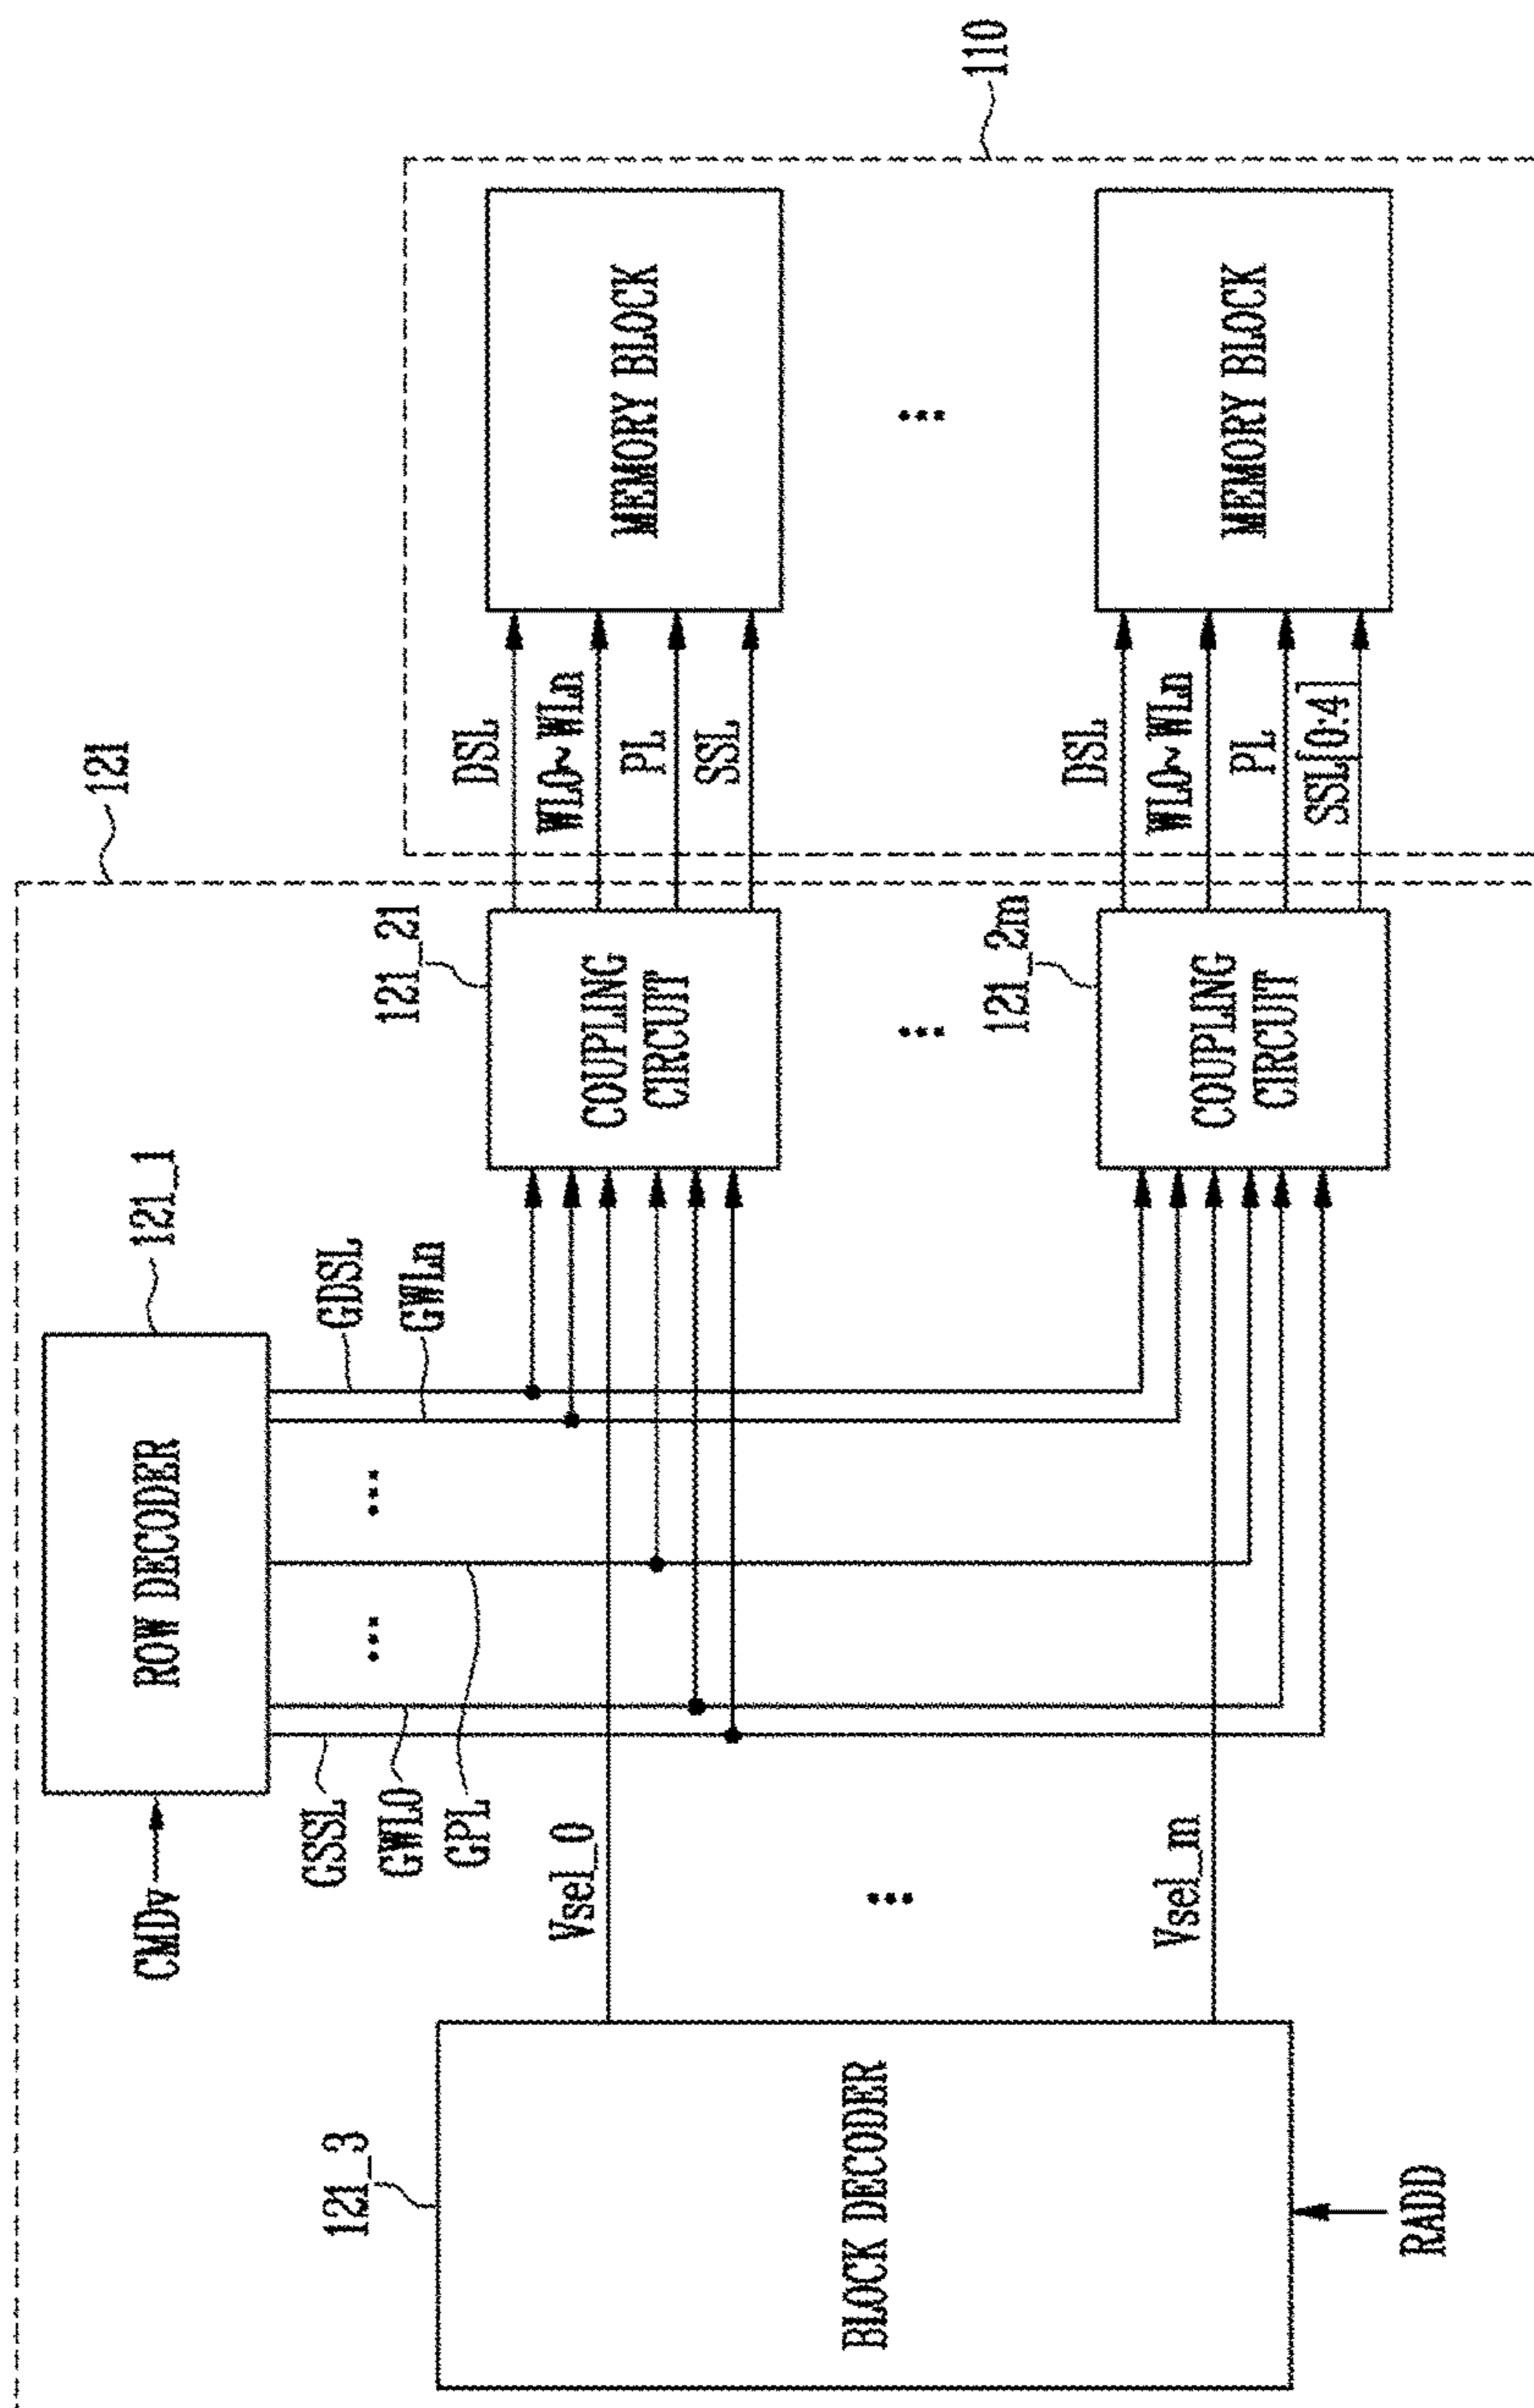 121
110
121_1
ROW DECODER
CMDv
GSSL
GWL0
GPL
GDSL
GWLn
121_21
COUPLING
CIRCUIT
DSL
WL0~WLn
PL
SSL
MEMORY BLOCK
121_3
BLOCK DECODER
Vsel_0
Vsel_m
RADD
121_2m
COUPLING
CIRCUIT
DSL
WL0~WLn
PL
SSL[0:4]
MEMORY BLOCK